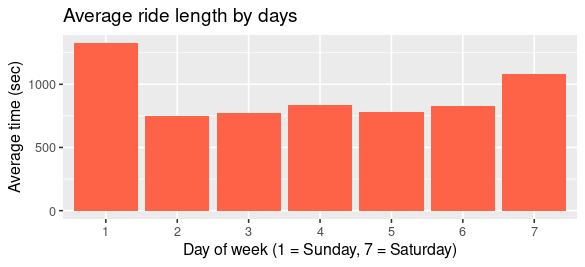 Average ride length by days
Average time (sec)
1000
500
0
1 2 3 4 5 6 7
Day of week (1 = Sunday, 7 = Saturday)